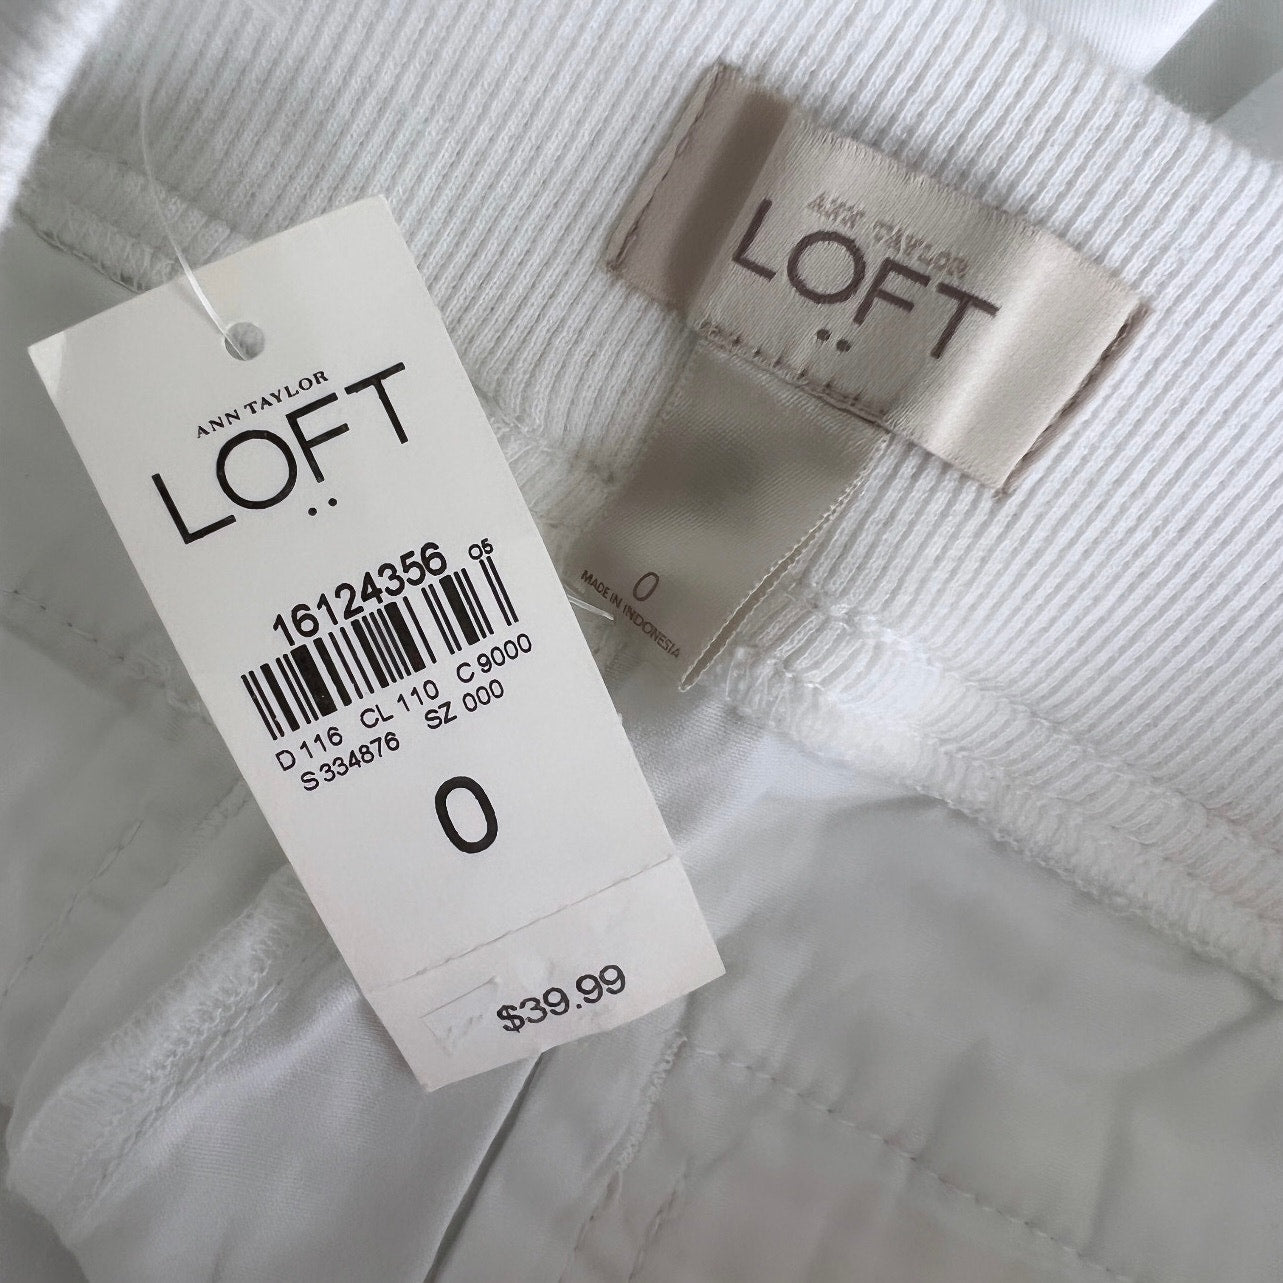 ANN TAYLOR
LOFT
16124356 05
D 116 CL 110 C 9000
S 334876 SZ 000
0
$39.99
ANN TAYLOR
LOFT
0
MADE IN INDONESIA